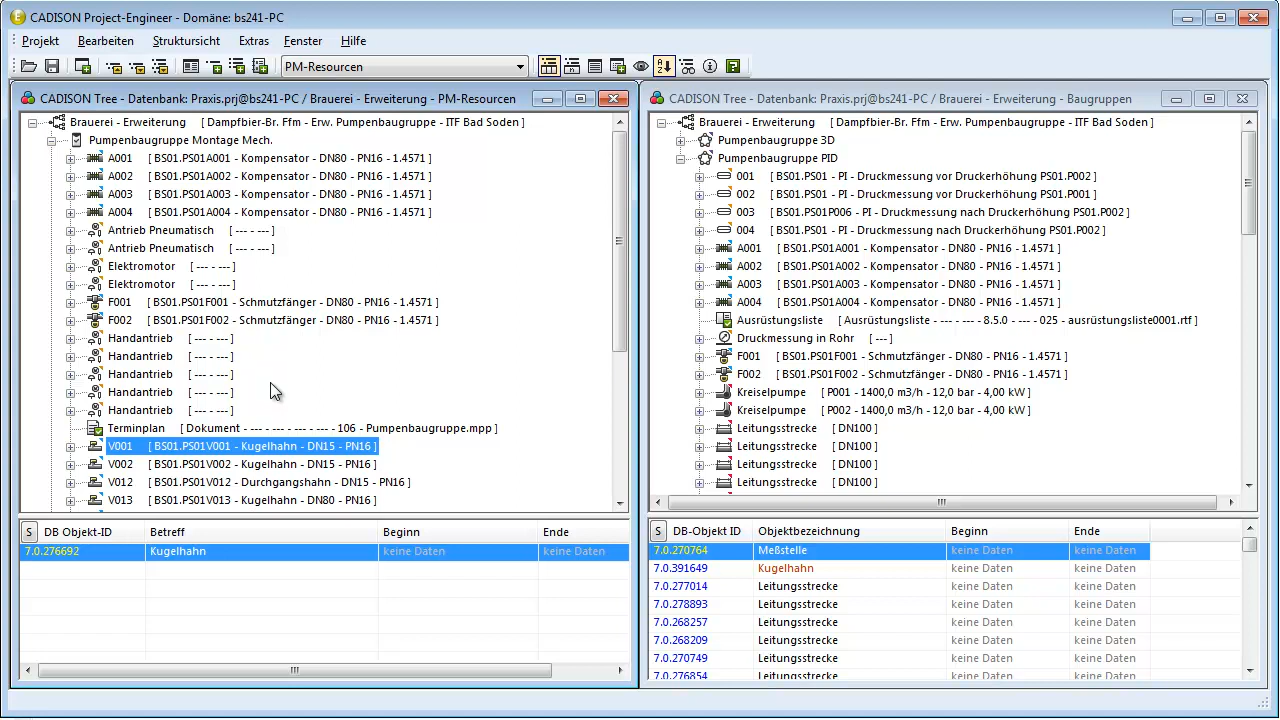 CADISON Project-Engineer - Domäne: bs241-PC
Projekt Bearbeiten Struktursicht Extras Fenster Hilfe
PM-Resourcen
CADISON Tree - Datenbank: Praxis.prj@bs241-PC / Brauerei - Erweiterung - PM-Resourcen
Brauerei - Erweiterung [ Dampfbier-Br. Ffm - Erw. Pumpenbaugruppe - ITF Bad Soden ]
Pumpenbaugruppe Montage Mech.
A001 [ BS01.PS01A001 - Kompensator - DN80 - PN16 - 1.4571 ]
A002 [ BS01.PS01A002 - Kompensator - DN80 - PN16 - 1.4571 ]
A003 [ BS01.PS01A003 - Kompensator - DN80 - PN16 - 1.4571 ]
A004 [ BS01.PS01A004 - Kompensator - DN80 - PN16 - 1.4571 ]
Antrieb Pneumatisch [ --- - --- ]
Antrieb Pneumatisch [ --- - --- ]
Elektromotor [ --- - --- ]
Elektromotor [ --- - --- ]
F001 [ BS01.PS01F001 - Schmutzfänger - DN80 - PN16 - 1.4571 ]
F002 [ BS01.PS01F002 - Schmutzfänger - DN80 - PN16 - 1.4571 ]
Handantrieb [ --- - --- ]
Handantrieb [ --- - --- ]
Handantrieb [ --- - --- ]
Handantrieb [ --- - --- ]
Handantrieb [ --- - --- ]
Terminplan [ Dokument - --- - --- - --- - --- - 106 - Pumpenbaugruppe.mpp ]
V001 [ BS01.PS01V001 - Kugelhahn - DN15 - PN16 ]
V002 [ BS01.PS01V002 - Kugelhahn - DN15 - PN16 ]
V012 [ BS01.PS01V012 - Durchgangshahn - DN15 - PN16 ]
V013 [ BS01.PS01V013 - Kugelhahn - DN80 - PN16 ]
S DB Objekt-ID Betreff Beginn Ende
7.0.276692 Kugelhahn keine Daten keine Daten
CADISON Tree - Datenbank: Praxis.prj@bs241-PC / Brauerei - Erweiterung - Baugruppen
Brauerei - Erweiterung [ Dampfbier-Br. Ffm - Erw. Pumpenbaugruppe - ITF Bad Soden ]
Pumpenbaugruppe 3D
Pumpenbaugruppe PID
001 [ BS01.PS01 - PI - Druckmessung vor Druckerhöhung PS01.P002 ]
002 [ BS01.PS01 - PI - Druckmessung vor Druckerhöhung PS01.P001 ]
003 [ BS01.PS01P006 - PI - Druckmessung nach Druckerhöhung PS01.P002 ]
004 [ BS01.PS01 - PI - Druckmessung nach Druckerhöhung PS01.P002 ]
A001 [ BS01.PS01A001 - Kompensator - DN80 - PN16 - 1.4571 ]
A002 [ BS01.PS01A002 - Kompensator - DN80 - PN16 - 1.4571 ]
A003 [ BS01.PS01A003 - Kompensator - DN80 - PN16 - 1.4571 ]
A004 [ BS01.PS01A004 - Kompensator - DN80 - PN16 - 1.4571 ]
Ausrüstungsliste [ Ausrüstungsliste - --- - --- - 8.5.0 - --- - 025 - ausrüstungsliste0001.rtf ]
Druckmessung in Rohr [ --- ]
F001 [ BS01.PS01F001 - Schmutzfänger - DN80 - PN16 - 1.4571 ]
F002 [ BS01.PS01F002 - Schmutzfänger - DN80 - PN16 - 1.4571 ]
Kreiselpumpe [ P001 - 1400,0 m3/h - 12,0 bar - 4,00 kW ]
Kreiselpumpe [ P002 - 1400,0 m3/h - 12,0 bar - 4,00 kW ]
Leitungsstrecke [ DN100 ]
Leitungsstrecke [ DN100 ]
Leitungsstrecke [ DN100 ]
Leitungsstrecke [ DN100 ]
S DB-Objekt ID Objektbezeichnung Beginn Ende
7.0.270764 Meßstelle keine Daten keine Daten
7.0.391649 Kugelhahn keine Daten keine Daten
7.0.277014 Leitungsstrecke keine Daten keine Daten
7.0.278893 Leitungsstrecke keine Daten keine Daten
7.0.268257 Leitungsstrecke keine Daten keine Daten
7.0.268209 Leitungsstrecke keine Daten keine Daten
7.0.270749 Leitungsstrecke keine Daten keine Daten
7.0.276854 Leitungsstrecke keine Daten keine Daten